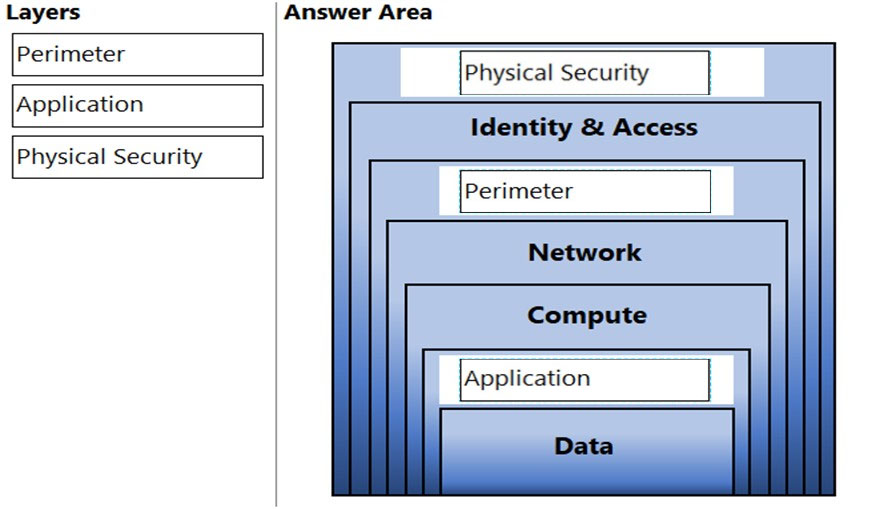 Layers
Perimeter
Application
Physical Security
Answer Area
Physical Security
Identity & Access
Perimeter
Network
Compute
Application
Data